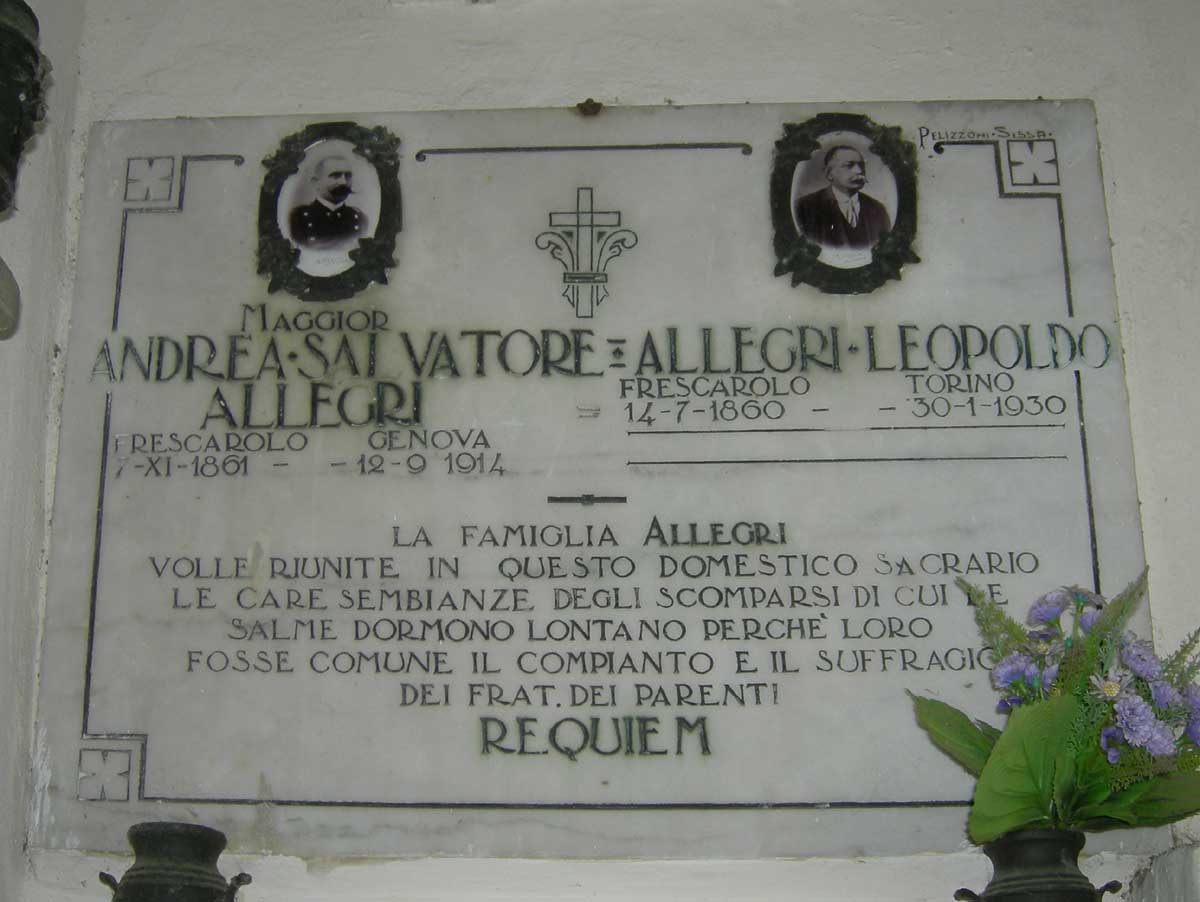 PELIZZONI·SISSA·
MAGGIOR
ANDREA·SALVATORE = ALLEGRI·LEOPOLDO
ALLEGRI
FRESCAROLO GENOVA
7-XI-1861 - - 12-9 1914
FRESCAROLO TORINO
14-7-1860 - - 30-1-1930
LA FAMIGLIA ALLEGRI
VOLLE RIUNITE IN QUESTO DOMESTICO SACRARIO
LE CARE SEMBIANZE DEGLI SCOMPARSI DI CUI LE
SALME DORMONO LONTANO PERCHÈ LORO
FOSSE COMUNE IL COMPIANTO E IL SUFFRAGIO
DEI FRAT. DEI PARENTI
REQUIEM